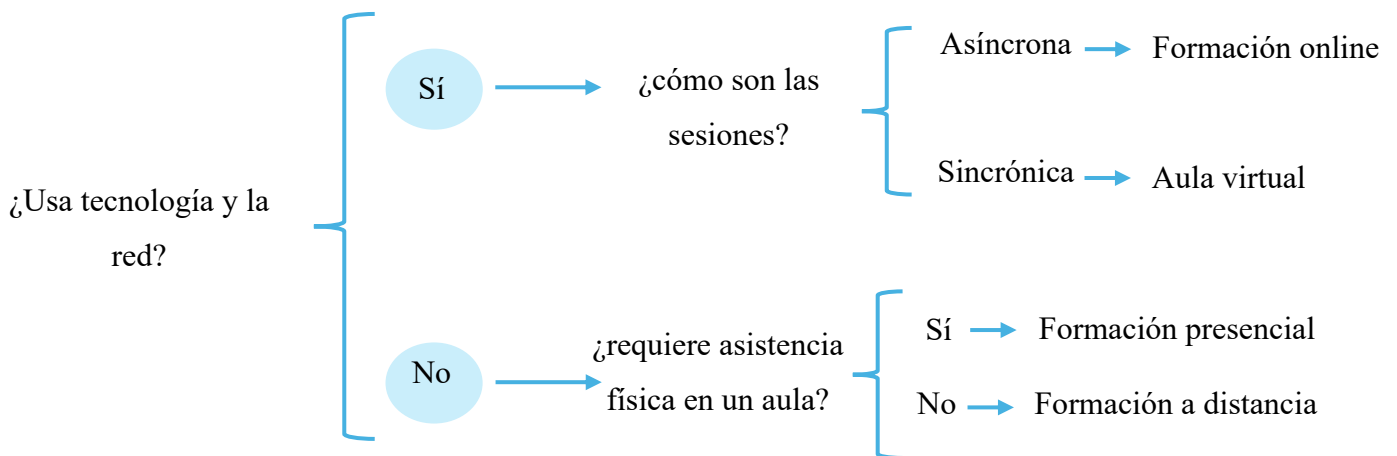 ¿Usa tecnología y la
red?
Sí
¿cómo son las
sesiones?
Asíncrona
Formación online
Sincrónica
Aula virtual
No
¿requiere asistencia
física en un aula?
Sí
Formación presencial
No
Formación a distancia